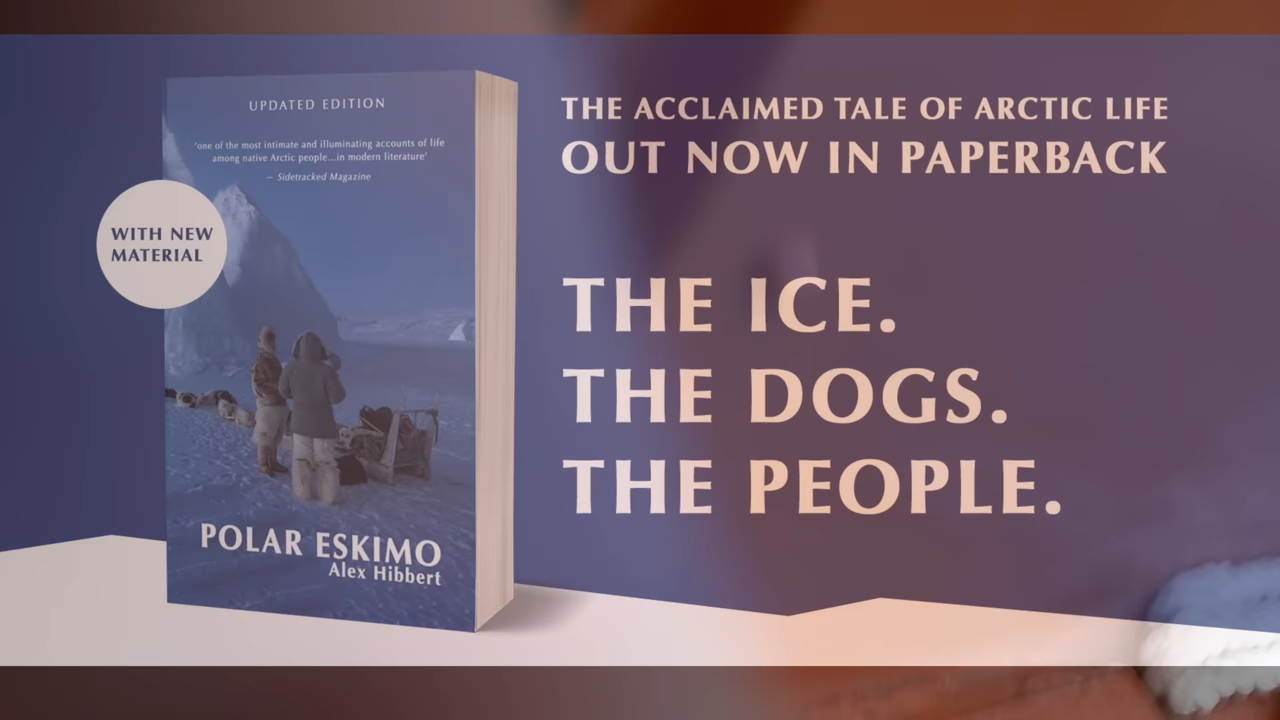 UPDATED EDITION
'one of the most intimate and illuminating accounts of life
among native Arctic people...in modern literature'
— Sidetracked Magazine
WITH NEW
MATERIAL
POLAR ESKIMO
Alex Hibbert
THE ACCLAIMED TALE OF ARCTIC LIFE
OUT NOW IN PAPERBACK
THE ICE.
THE DOGS.
THE PEOPLE.